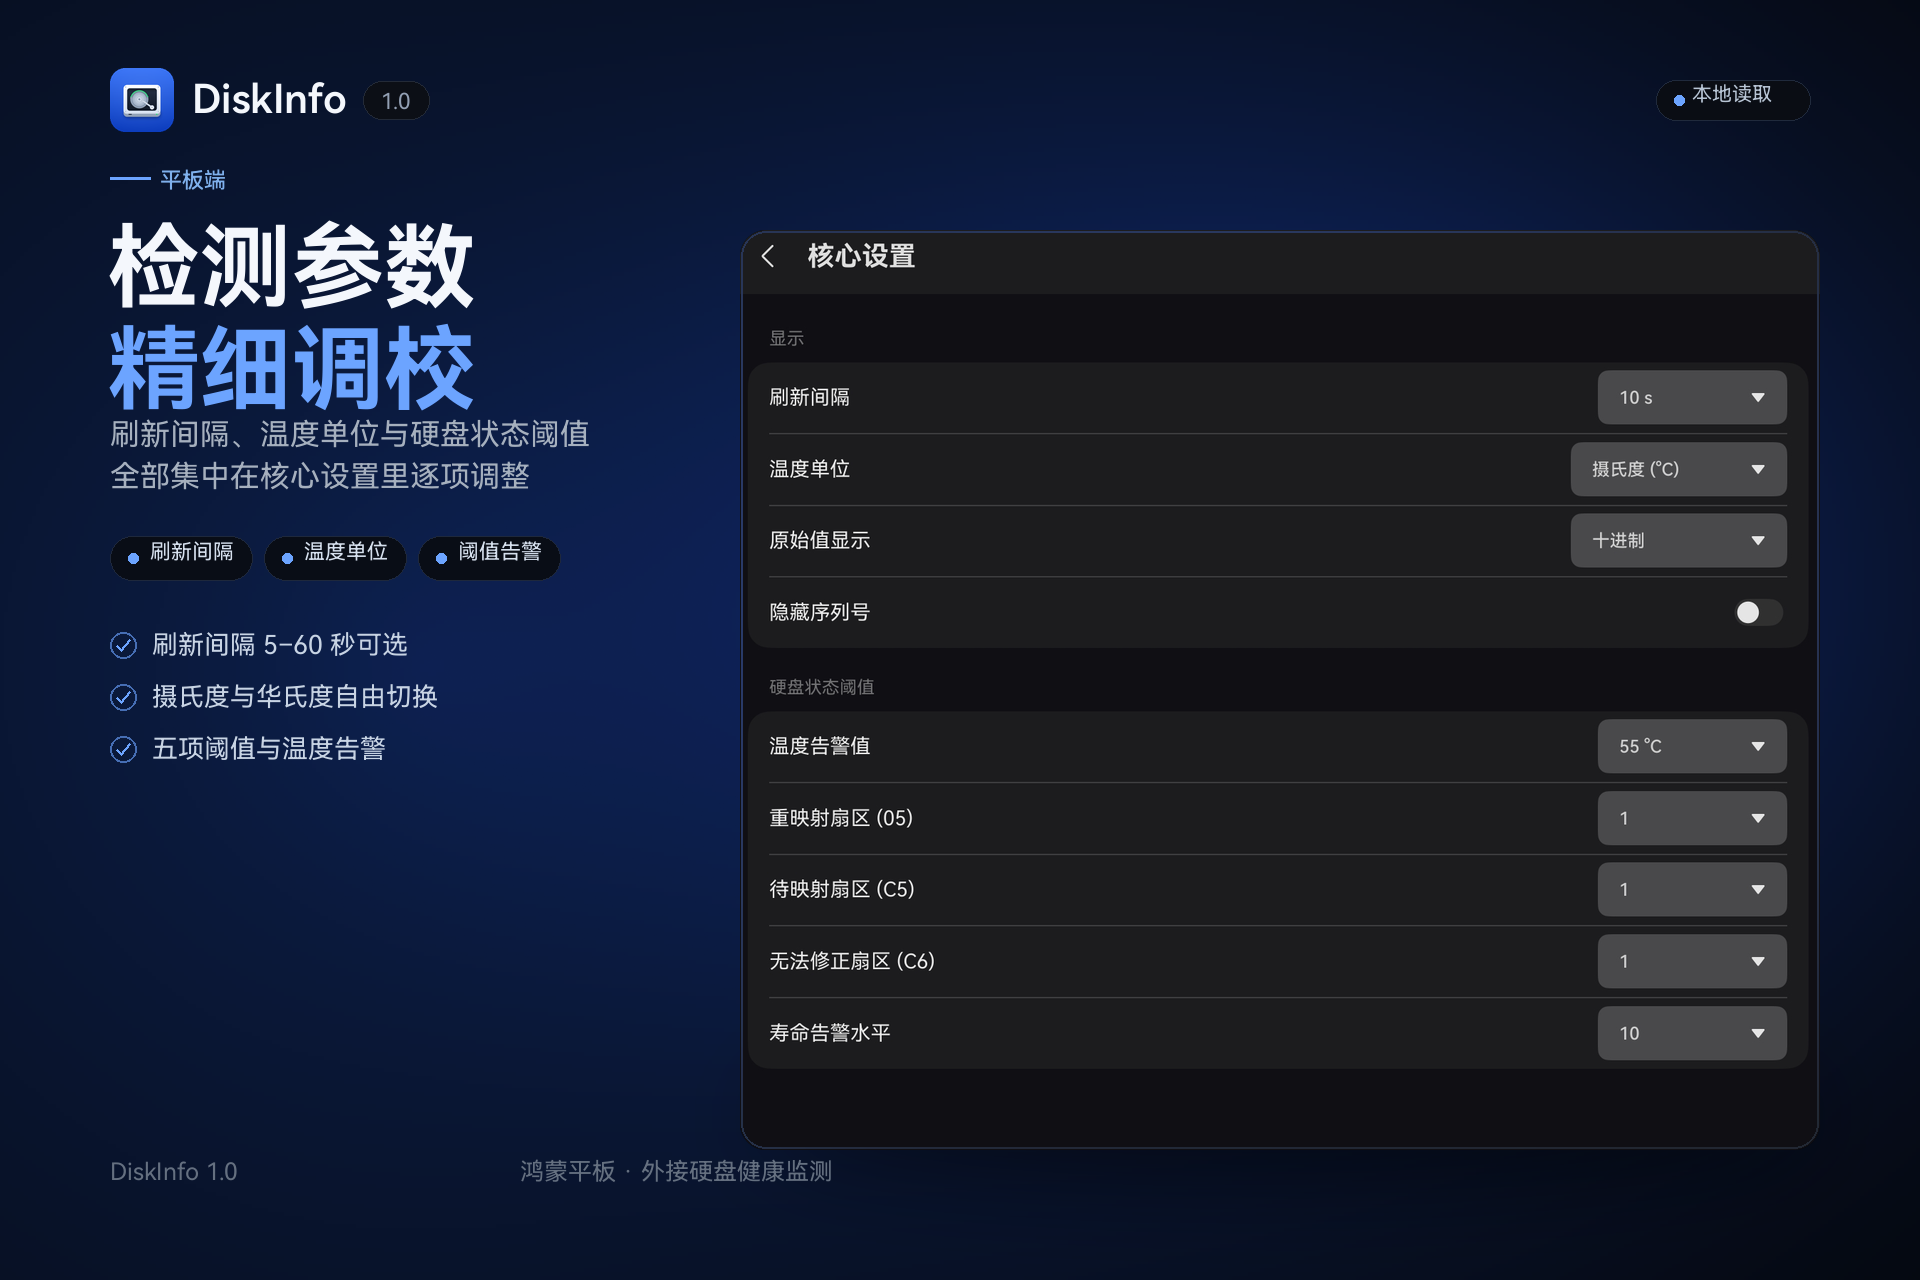 DiskInfo 1.0
本地读取
平板端
检测参数
精细调校
刷新间隔、温度单位与硬盘状态阈值
全部集中在核心设置里逐项调整
刷新间隔 温度单位 阈值告警
刷新间隔 5–60 秒可选
摄氏度与华氏度自由切换
五项阈值与温度告警
核心设置
显示
刷新间隔 10 s
温度单位 摄氏度 (°C)
原始值显示 十进制
隐藏序列号
硬盘状态阈值
温度告警值 55 °C
重映射扇区 (05) 1
待映射扇区 (C5) 1
无法修正扇区 (C6) 1
寿命告警水平 10
DiskInfo 1.0
鸿蒙平板 · 外接硬盘健康监测